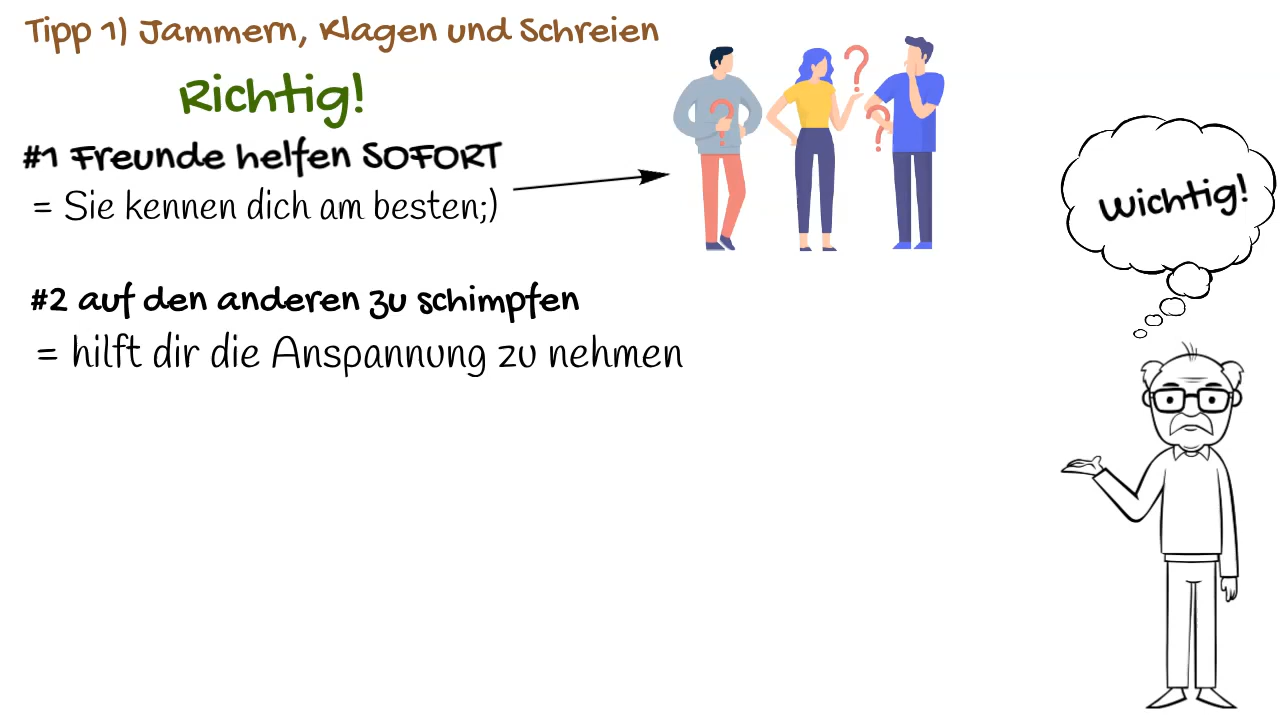 Tipp 1) Jammern, Klagen und Schreien
Richtig!
#1 Freunde helfen SOFORT
= Sie kennen dich am besten;)
#2 auf den anderen zu schimpfen
= hilft dir die Anspannung zu nehmen
? ? ?
Wichtig!